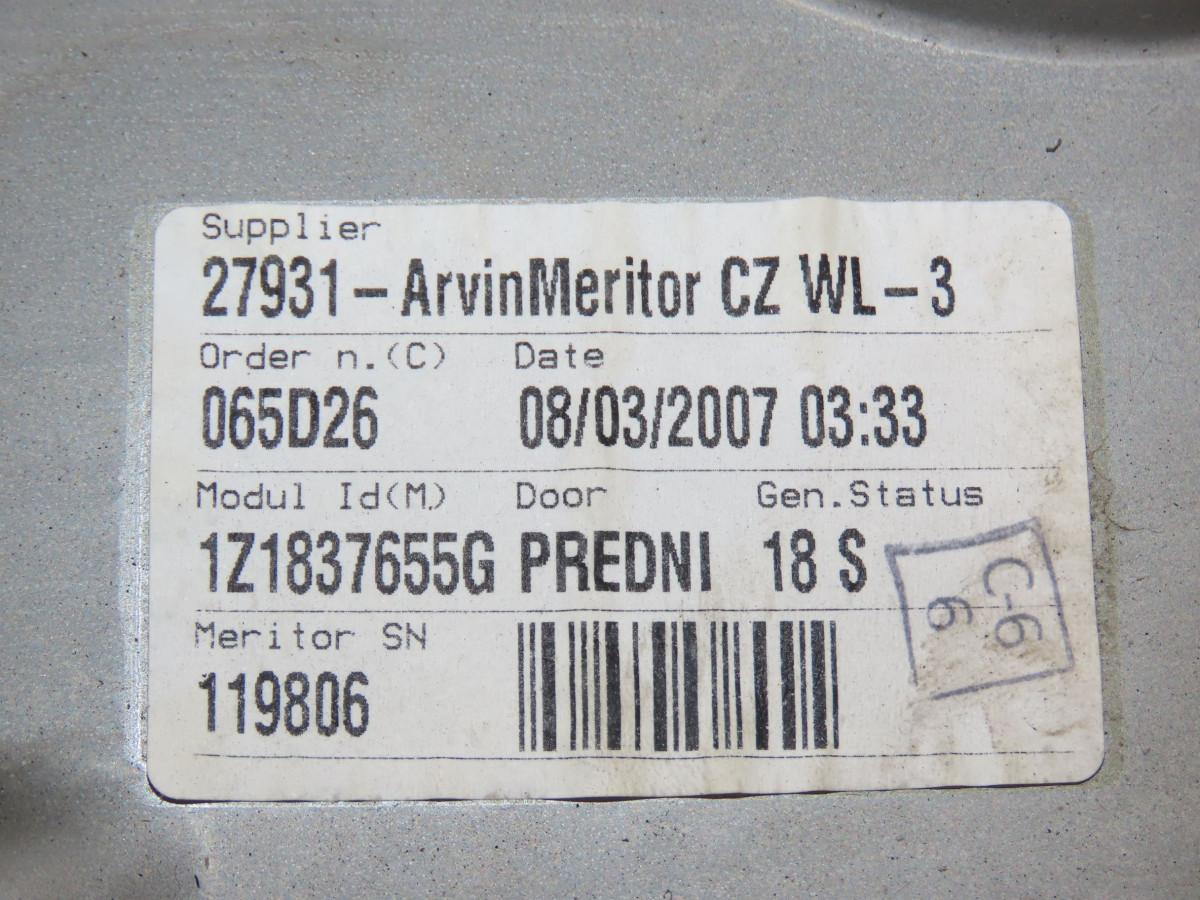 Supplier
27931-ArvinMeritor CZ WL-3
Order n.(C) Date
065D26 08/03/2007 03:33
Modul Id(M) Door Gen.Status
1Z1837655G PREDNI 18 S
C-6
6
Meritor SN
119806